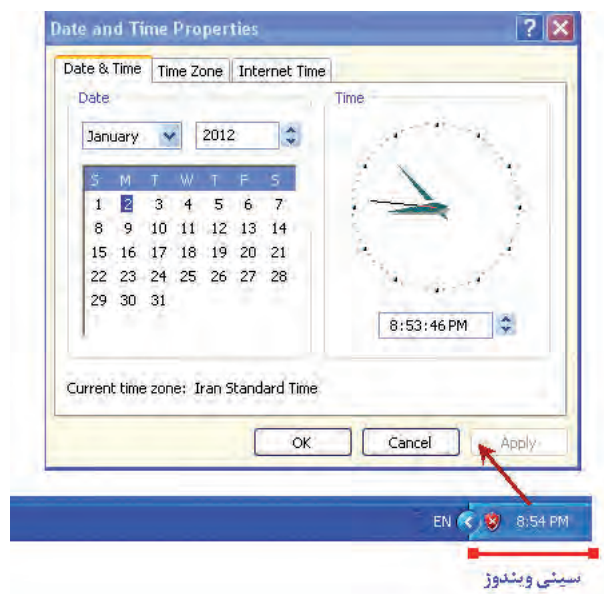 Date and Time Properties
Date & Time Time Zone Internet Time
Date
Time
January 2012
S M T W T F S
1 2 3 4 5 6 7
8 9 10 11 12 13 14
15 16 17 18 19 20 21
22 23 24 25 26 27 28
29 30 31
8:53:46 PM
Current time zone: Iran Standard Time
OK Cancel Apply
EN 8:54 PM
سینی ویندوز